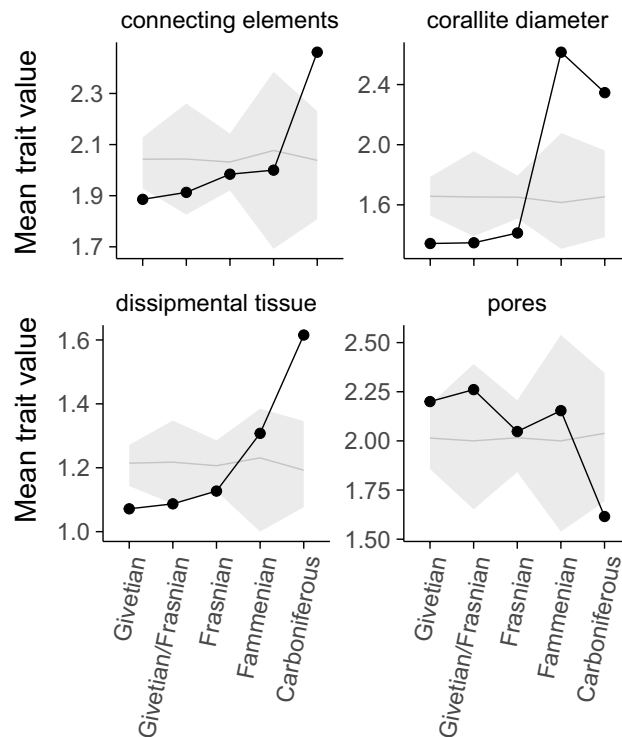 connecting elements
corallite diameter
Mean trait value
2.3
2.1
1.9
1.7
2.4
2.0
1.6
dissipmental tissue
pores
Mean trait value
1.6
1.4
1.2
1.0
2.50
2.25
2.00
1.75
1.50
Givetian
Givetian/Frasnian
Frasnian
Fammenian
Carboniferous
Givetian
Givetian/Frasnian
Frasnian
Fammenian
Carboniferous